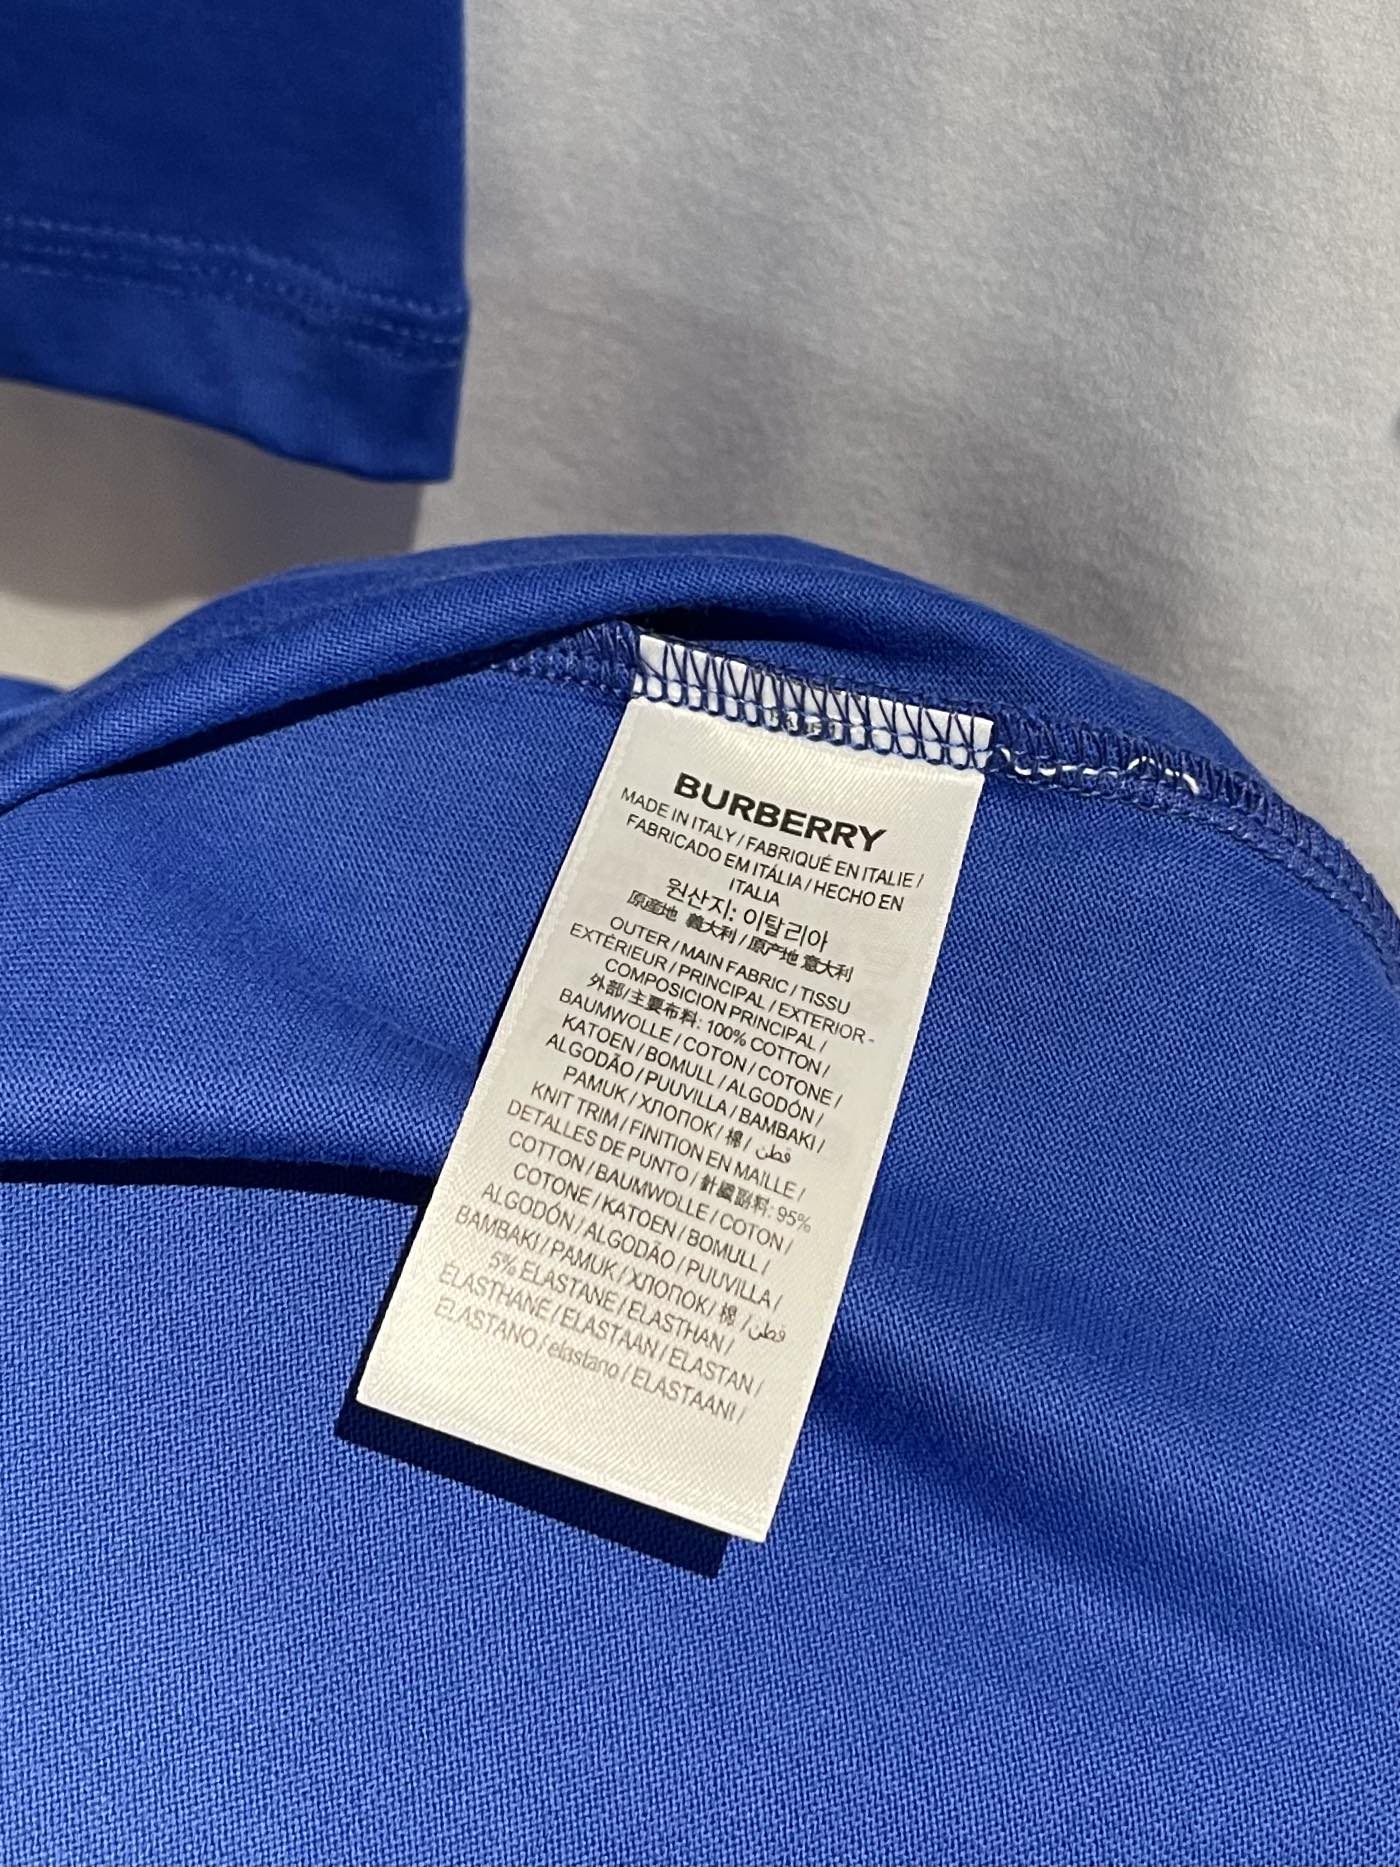 BURBERRY
MADE IN ITALY / FABRIQUÉ EN ITALIE /
FABRICADO EM ITÁLIA / HECHO EN
ITALIA
원산지: 이탈리아
原產地 義大利 / 原产地 意大利
OUTER / MAIN FABRIC / TISSU
EXTÉRIEUR / PRINCIPAL / EXTERIOR -
COMPOSICION PRINCIPAL /
外部/主要布料: 100% COTTON /
BAUMWOLLE / COTON / COTONE /
KATOEN / BOMULL / ALGODÓN /
ALGODÃO / PUUVILLA / BAMBAKI /
PAMUK / ХЛОПОК / 棉 / قطن /
KNIT TRIM / FINITION EN MAILLE /
DETALLES DE PUNTO / 針織副料: 95%
COTTON / BAUMWOLLE / COTON /
COTONE / KATOEN / BOMULL /
ALGODÓN / ALGODÃO / PUUVILLA /
BAMBAKI / PAMUK / ХЛОПОК / 棉 / قطن /
5% ELASTANE / ELASTHAN /
ÉLASTHANE / ELASTAAN / ELASTAN /
ELASTANO / elastano / ELASTAANI /